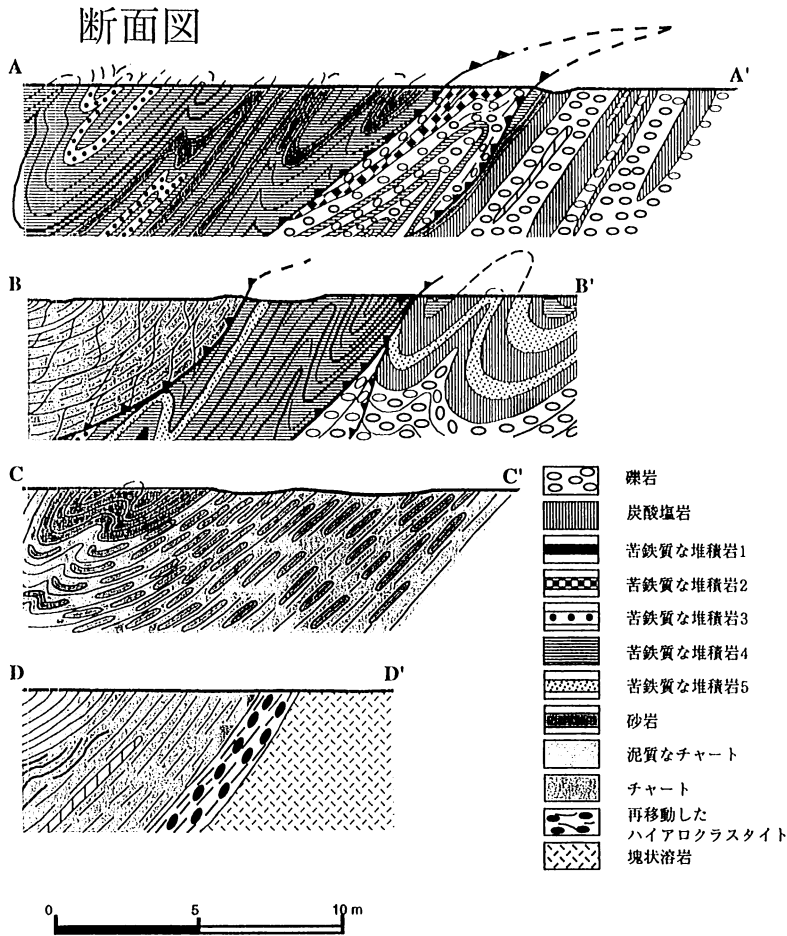 断面図
A A'
B B'
C C'
D D'
礫岩
炭酸塩岩
苦鉄質な堆積岩1
苦鉄質な堆積岩2
苦鉄質な堆積岩3
苦鉄質な堆積岩4
苦鉄質な堆積岩5
砂岩
泥質なチャート
チャート
再移動した
ハイアロクラスタイト
塊状溶岩
0 5 10 m